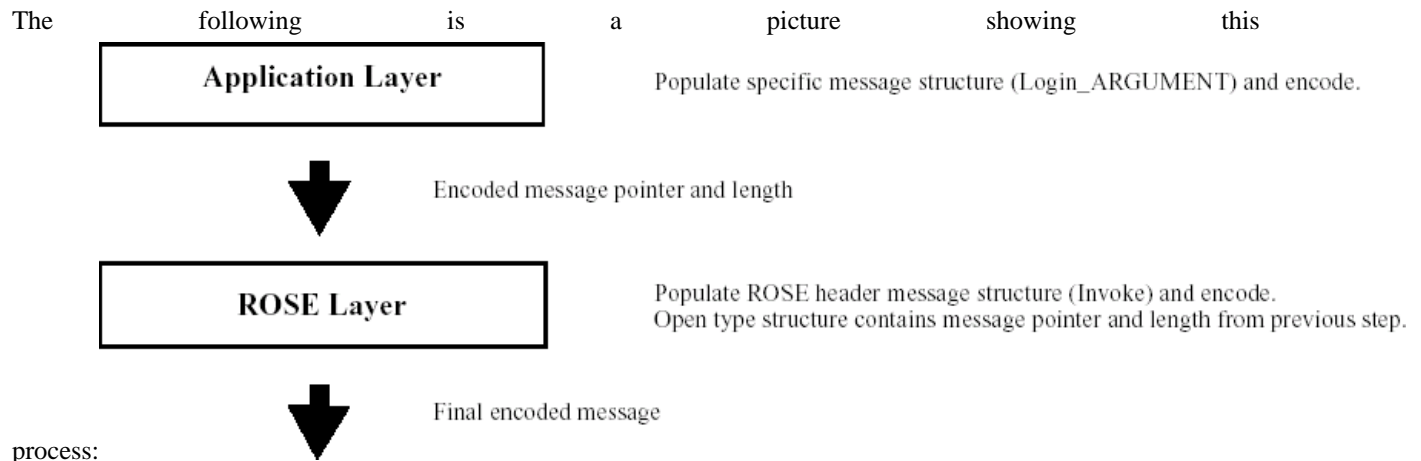 The following is a picture showing this
Application Layer
Populate specific message structure (Login_ARGUMENT) and encode.
Encoded message pointer and length
ROSE Layer
Populate ROSE header message structure (Invoke) and encode.
Open type structure contains message pointer and length from previous step.
Final encoded message
process: